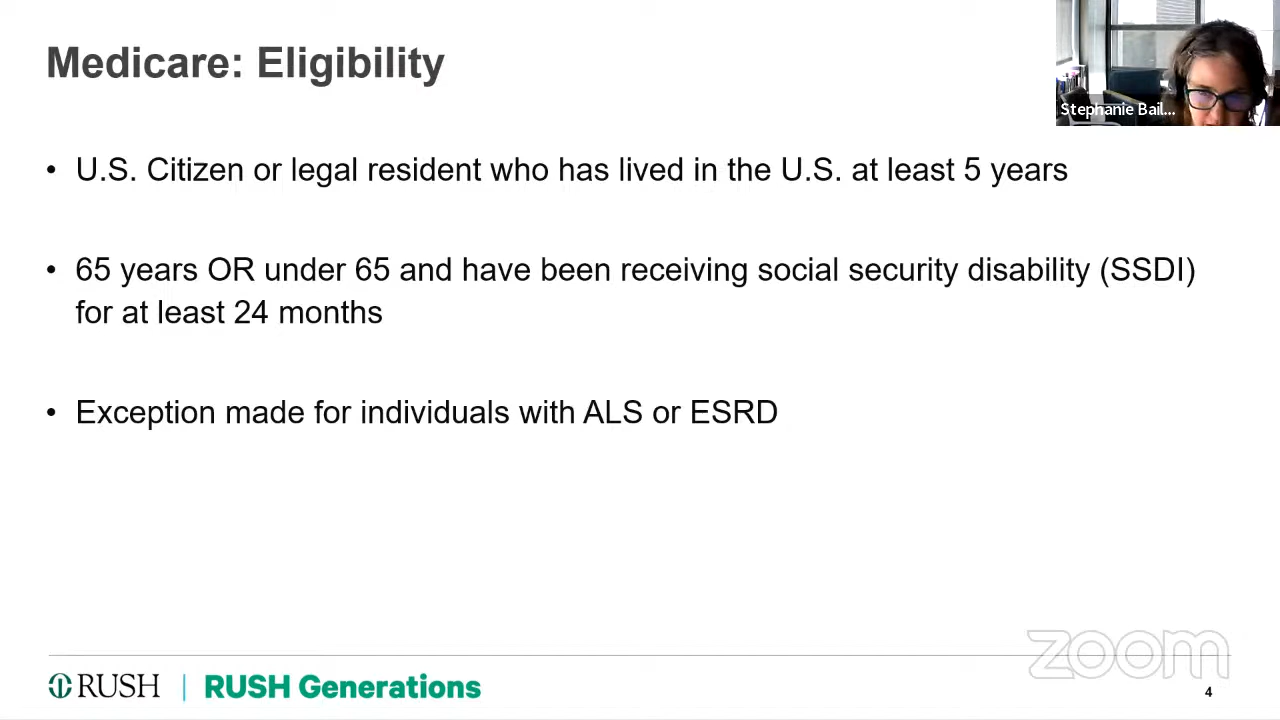 Medicare: Eligibility
Stephanie Bail...
• U.S. Citizen or legal resident who has lived in the U.S. at least 5 years
• 65 years OR under 65 and have been receiving social security disability (SSDI)
for at least 24 months
• Exception made for individuals with ALS or ESRD
zoom
RUSH | RUSH Generations
4